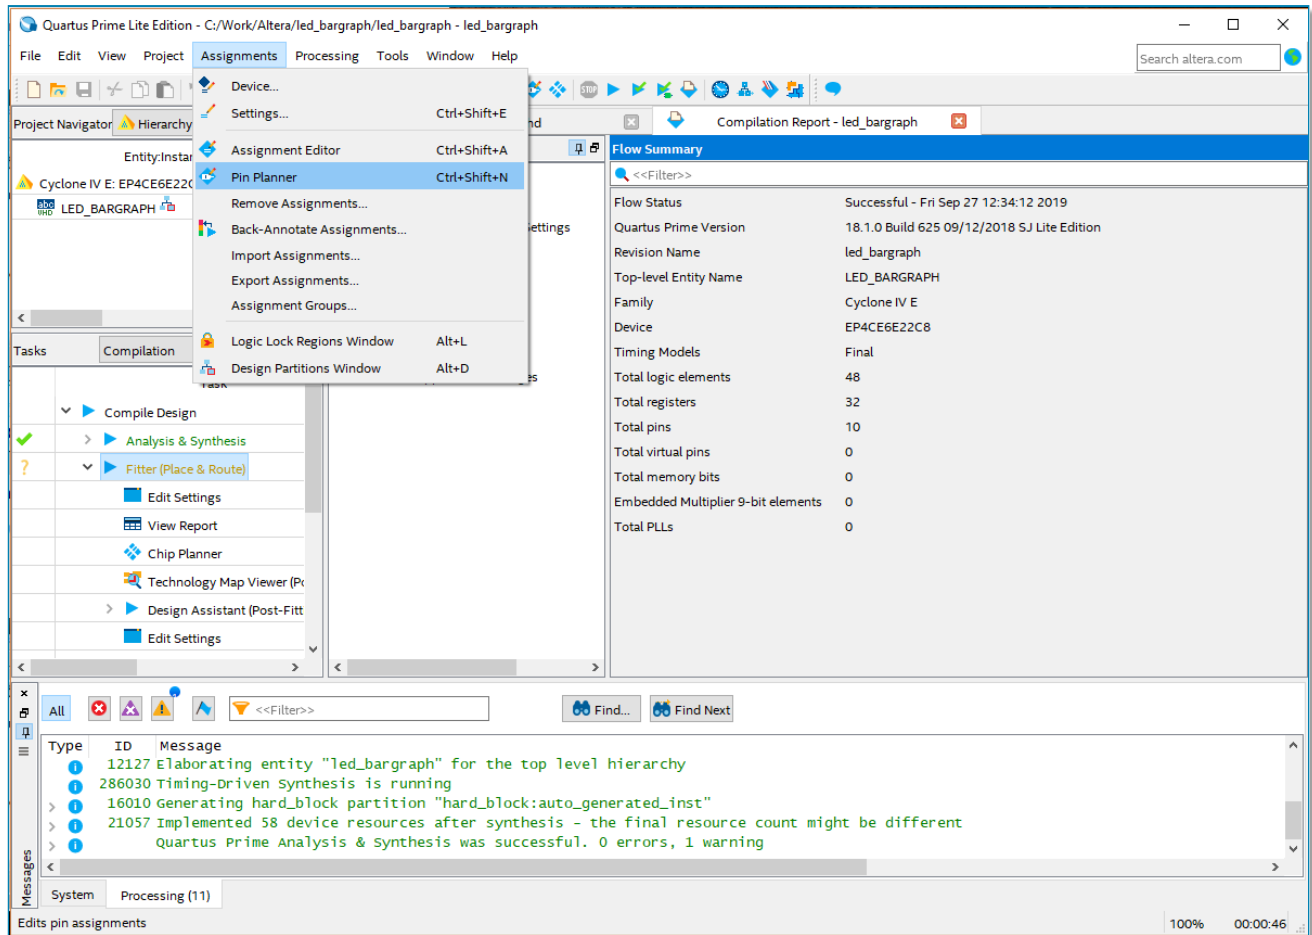 Quartus Prime Lite Edition - C:/Work/Altera/led_bargraph/led_bargraph - led_bargraph
File Edit View Project Assignments Processing Tools Window Help
Search altera.com
Device...
Settings... Ctrl+Shift+E
Assignment Editor Ctrl+Shift+A
Pin Planner Ctrl+Shift+N
Remove Assignments...
Back-Annotate Assignments...
Import Assignments...
Export Assignments...
Assignment Groups...
Logic Lock Regions Window Alt+L
Design Partitions Window Alt+D
STOP
Project Navigator Hierarchy
Entity:Instar
Cyclone IV E: EP4CE6E22C
abc VHD LED_BARGRAPH
nd
Compilation Report - led_bargraph
ettings
es
Flow Summary
<<Filter>>
Flow Status Successful - Fri Sep 27 12:34:12 2019
Quartus Prime Version 18.1.0 Build 625 09/12/2018 SJ Lite Edition
Revision Name led_bargraph
Top-level Entity Name LED_BARGRAPH
Family Cyclone IV E
Device EP4CE6E22C8
Timing Models Final
Total logic elements 48
Total registers 32
Total pins 10
Total virtual pins 0
Total memory bits 0
Embedded Multiplier 9-bit elements 0
Total PLLs 0
Tasks Compilation
Task
Compile Design
Analysis & Synthesis
Fitter (Place & Route)
Edit Settings
View Report
Chip Planner
Technology Map Viewer (Po
Design Assistant (Post-Fitt
Edit Settings
All <<Filter>> Find... Find Next
Type ID Message
12127 Elaborating entity "led_bargraph" for the top level hierarchy
286030 Timing-Driven Synthesis is running
16010 Generating hard_block partition "hard_block:auto_generated_inst"
21057 Implemented 58 device resources after synthesis - the final resource count might be different
Quartus Prime Analysis & Synthesis was successful. 0 errors, 1 warning
Messages
System Processing (11)
Edits pin assignments 100% 00:00:46